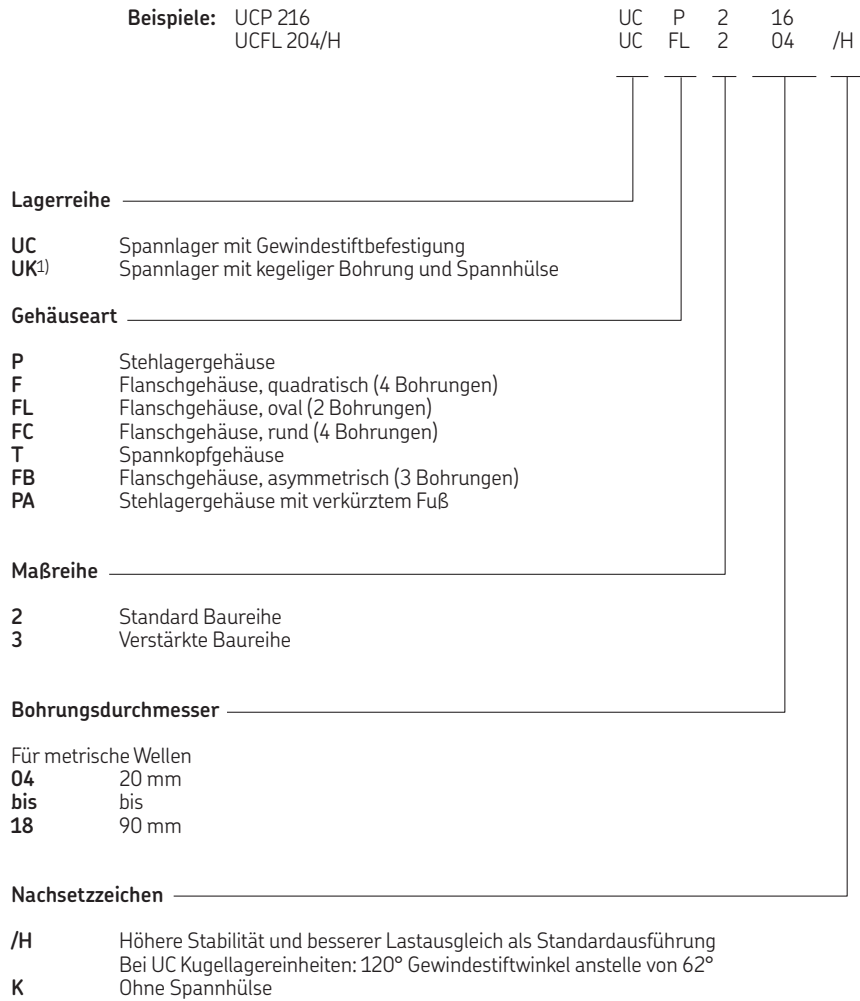 Beispiele: UCP 216 UC P 2 16
UCFL 204/H UC FL 2 04 /H
Lagerreihe
UC Spannlager mit Gewindestiftbefestigung
UK1) Spannlager mit kegeliger Bohrung und Spannhülse
Gehäuseart
P Stehlagergehäuse
F Flanschgehäuse, quadratisch (4 Bohrungen)
FL Flanschgehäuse, oval (2 Bohrungen)
FC Flanschgehäuse, rund (4 Bohrungen)
T Spannkopfgehäuse
FB Flanschgehäuse, asymmetrisch (3 Bohrungen)
PA Stehlagergehäuse mit verkürztem Fuß
Maßreihe
2 Standard Baureihe
3 Verstärkte Baureihe
Bohrungsdurchmesser
Für metrische Wellen
04 20 mm
bis bis
18 90 mm
Nachsetzzeichen
/H Höhere Stabilität und besserer Lastausgleich als Standardausführung
Bei UC Kugellagereinheiten: 120° Gewindestiftwinkel anstelle von 62°
K Ohne Spannhülse